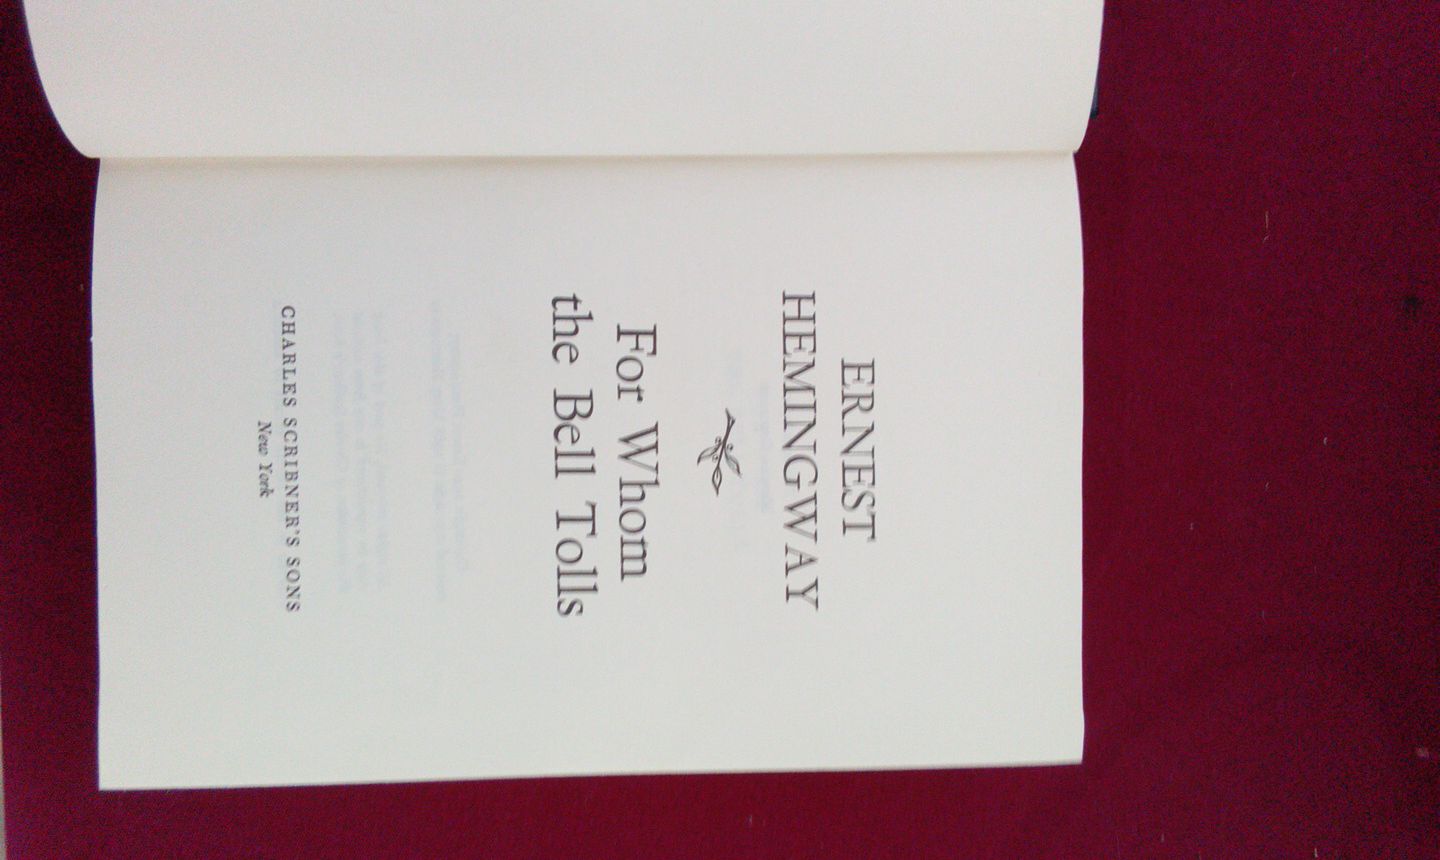 ERNEST
HEMINGWAY
For Whom
the Bell Tolls
CHARLES SCRIBNER'S SONS
New York